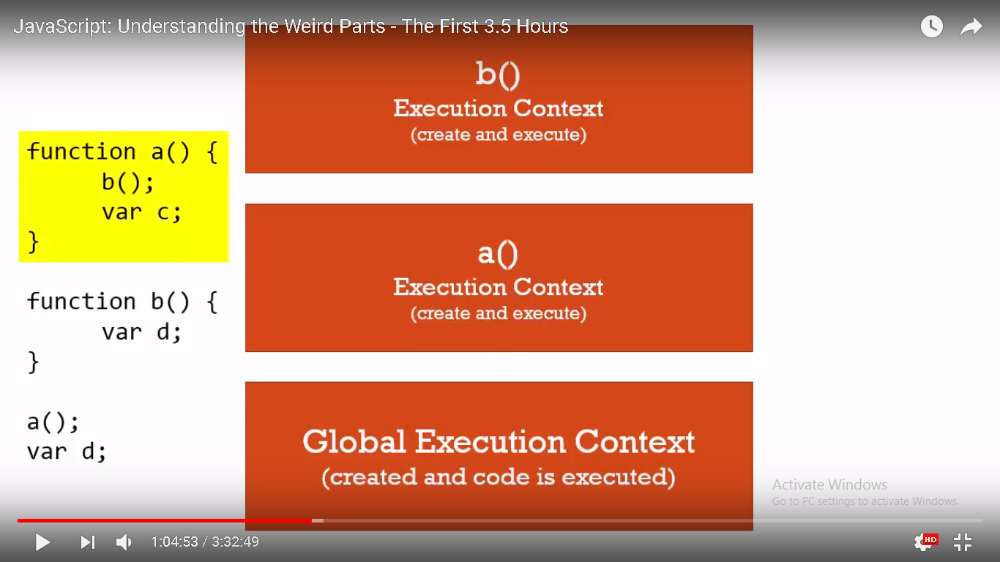 JavaScript: Understanding the Weird Parts - The First 3.5 Hours
b()
Execution Context
(create and execute)
function a() {
b();
var c;
}
a()
Execution Context
(create and execute)
function b() {
var d;
}
a();
var d;
Global Execution Context
(created and code is executed)
Activate Windows
Go to PC settings to activate Windows.
1:04:53 / 3:32:49
HD